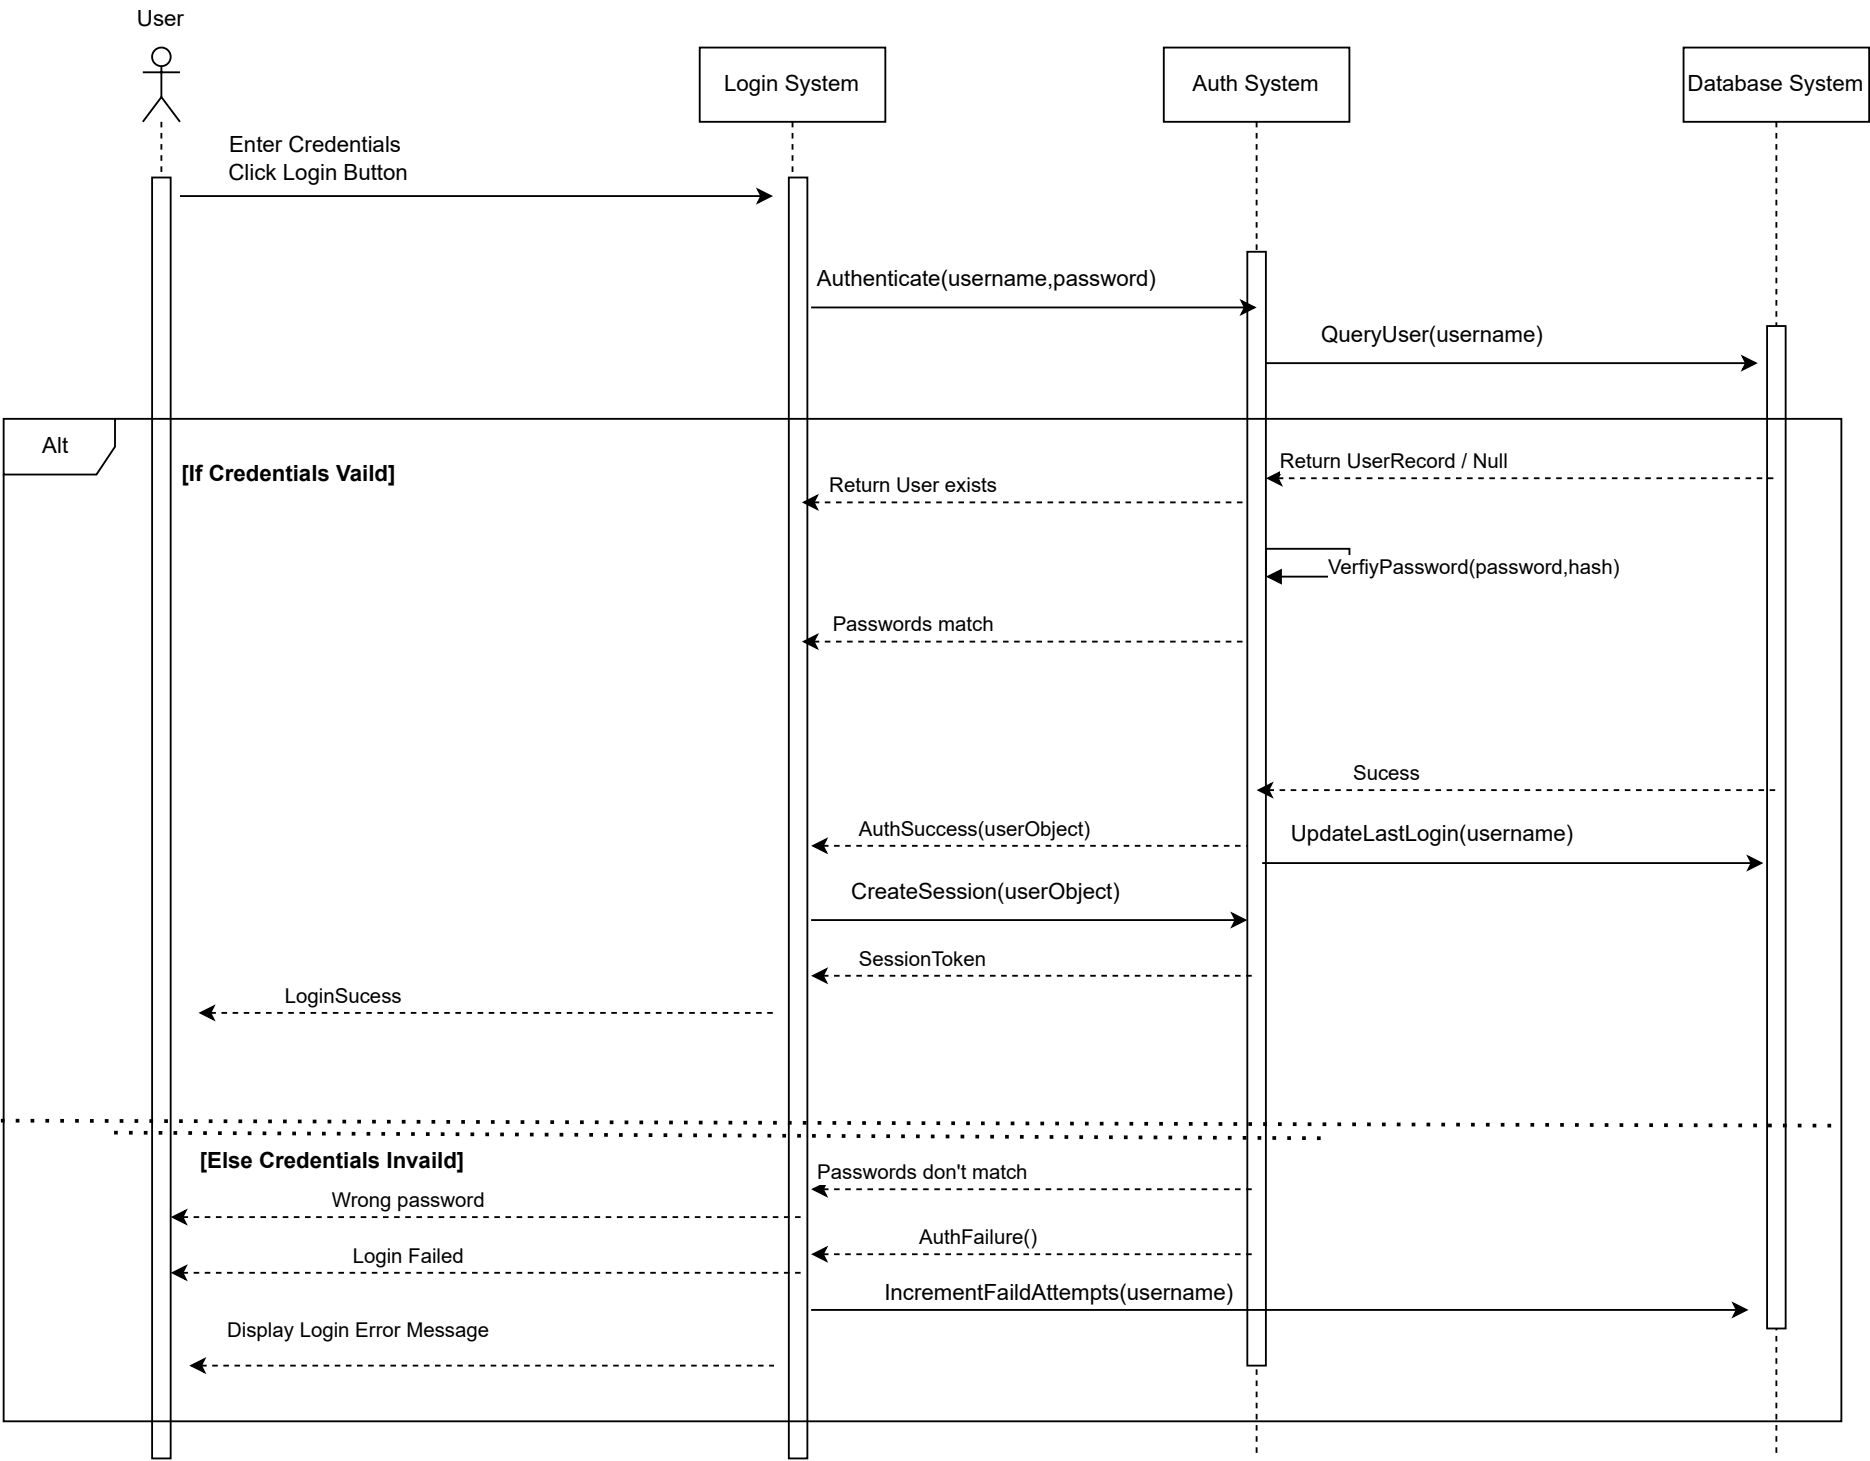 User
Login System
Auth System
Database System
Enter Credentials
Click Login Button
Authenticate(username,password)
QueryUser(username)
Alt
[If Credentials Vaild]
Return UserRecord / Null
Return User exists
VerfiyPassword(password,hash)
Passwords match
Sucess
AuthSuccess(userObject)
UpdateLastLogin(username)
CreateSession(userObject)
SessionToken
LoginSucess
[Else Credentials Invaild]
Passwords don't match
Wrong password
AuthFailure()
Login Failed
IncrementFaildAttempts(username)
Display Login Error Message